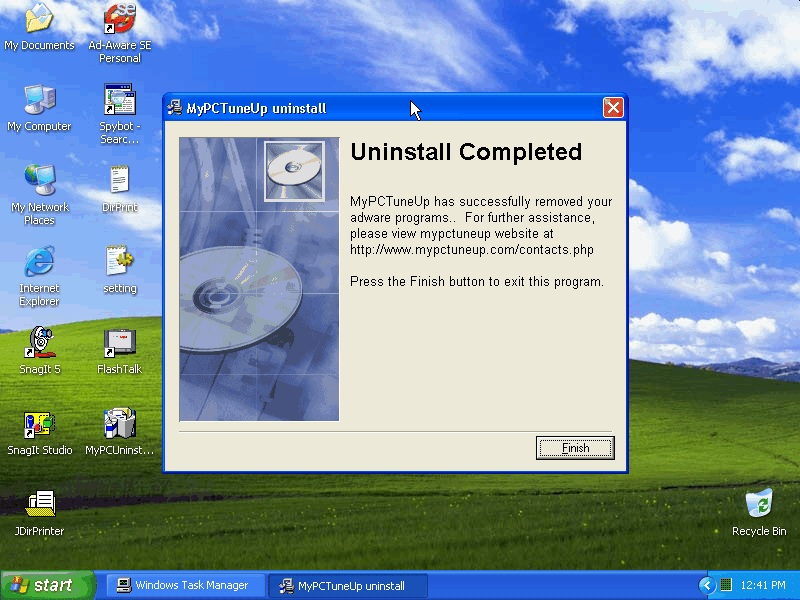 My Documents
Ad-Aware SE
Personal
My Computer
Spybot -
Searc...
My Network
Places
DirPrint
Internet
Explorer
setting
SnagIt 5
FlashTalk
SnagIt Studio
MyPCUninst...
JDirPrinter
MyPCTuneUp uninstall
Uninstall Completed
MyPCTuneUp has successfully removed your
adware programs..  For further assistance,
please view mypctuneup website at
http://www.mypctuneup.com/contacts.php
Press the Finish button to exit this program.
Finish
Recycle Bin
start
Windows Task Manager
MyPCTuneUp uninstall
12:41 PM